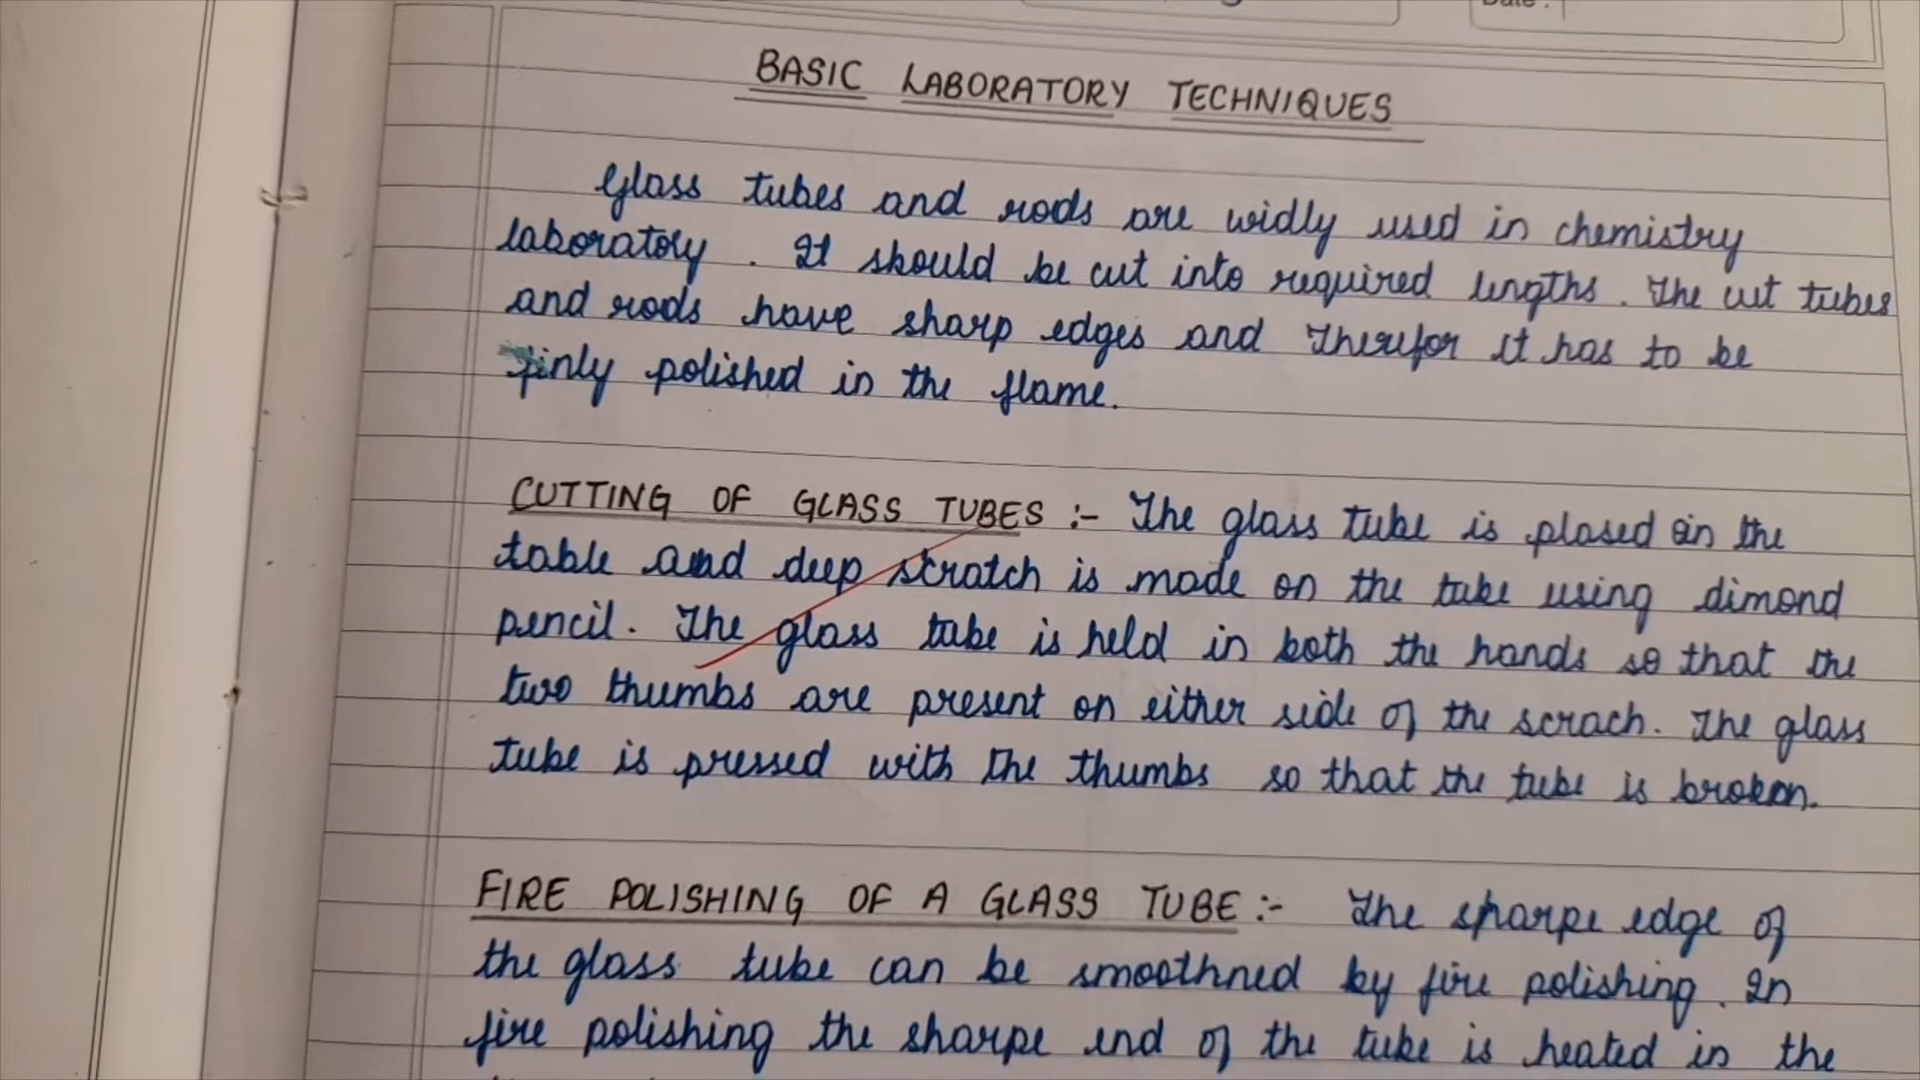 Date :
BASIC LABORATORY TECHNIQUES
Glass tubes and rods are widly used in chemistry
laboratory . It should be cut into required lengths . The cut tubes
and rods have sharp edges and Therefor it has to be
finly polished in the flame.
CUTTING OF GLASS TUBES :- The glass tube is plased in the
table and deep stratch is made on the tube using dimond
pencil . The glass tube is held in both the hands so that the
two thumbs are present on either side of the scrach . The glass
tube is pressed with the thumbs so that the tube is broken .
FIRE POLISHING OF A GLASS TUBE :- The sharpe edge of
the glass tube can be smoothned by fire polishing . In
fire polishing the sharpe end of the tube is heated in the